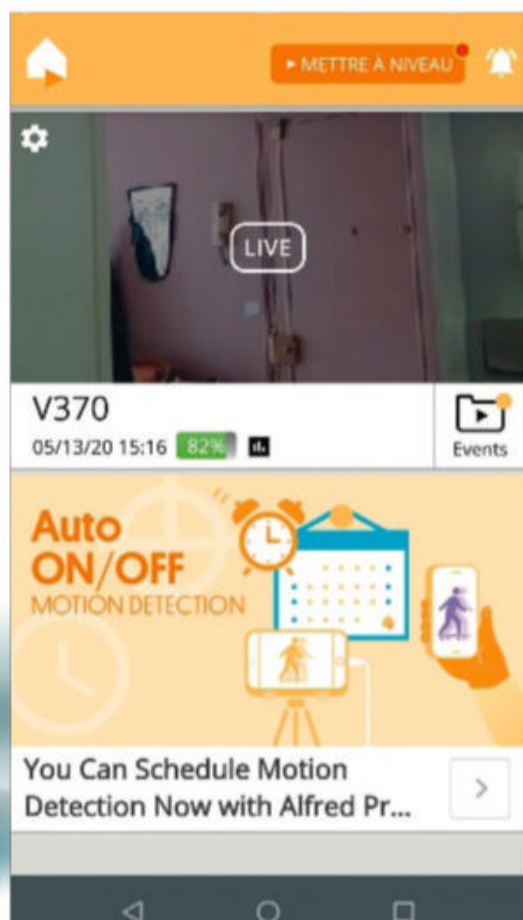 ▸ METTRE À NIVEAU
LIVE
V370
05/13/20 15:16 82%
Events
Auto
ON/OFF
MOTION DETECTION
You Can Schedule Motion
Detection Now with Alfred Pr...